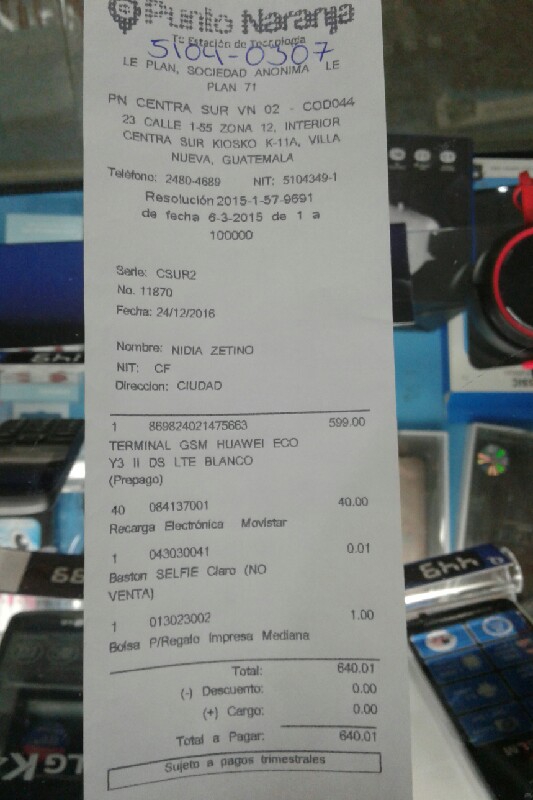 Punto Naranja
Tu Estación de Tecnología
5104-0307
LE PLAN, SOCIEDAD ANONIMA LE
PLAN 71
PN CENTRA SUR VN 02 - COD044
23 CALLE 1-55 ZONA 12, INTERIOR
CENTRA SUR KIOSKO K-11A, VILLA
NUEVA, GUATEMALA
Teléfono: 2480-4689 NIT: 5104349-1
Resolución 2015-1-57-9691
de fecha 6-3-2015 de 1 a
100000
Serie: CSUR2
No. 11870
Fecha: 24/12/2016
Nombre: NIDIA ZETINO
NIT: CF
Direccion: CIUDAD
1 869824021475663 599.00
TERMINAL GSM HUAWEI ECO
Y3 II DS LTE BLANCO
(Prepago)
40 084137001 40.00
Recarga Electrónica Movistar
1 043030041 0.01
Baston SELFIE Claro (NO
VENTA)
1 013023002 1.00
Bolsa P/Regalo Impresa Mediana
Total: 640.01
(-) Descuento: 0.00
(+) Cargo: 0.00
Total a Pagar: 640.01
Sujeto a pagos trimestrales
449
LG K4